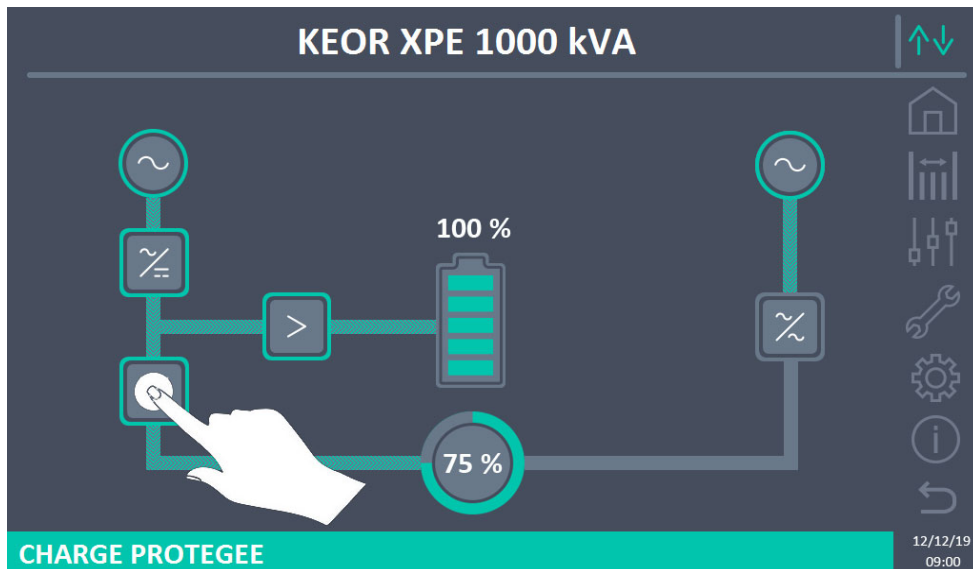 KEOR XPE 1000 kVA
100 %
75 %
CHARGE PROTEGEE
12/12/19
09:00